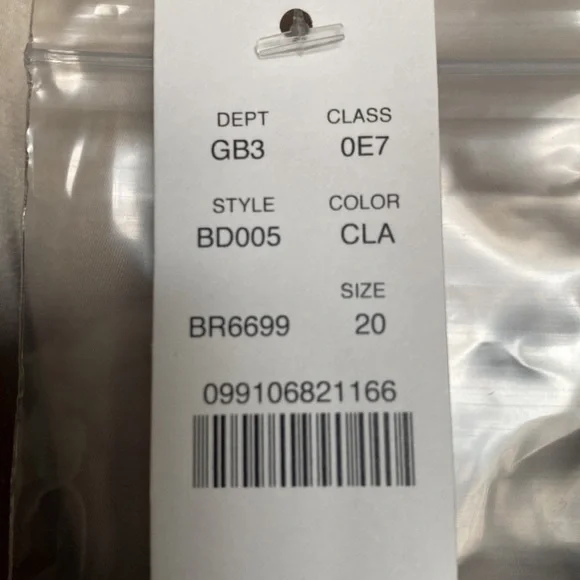 DEPT CLASS
GB3 0E7
STYLE COLOR
BD005 CLA
SIZE
BR6699 20
099106821166